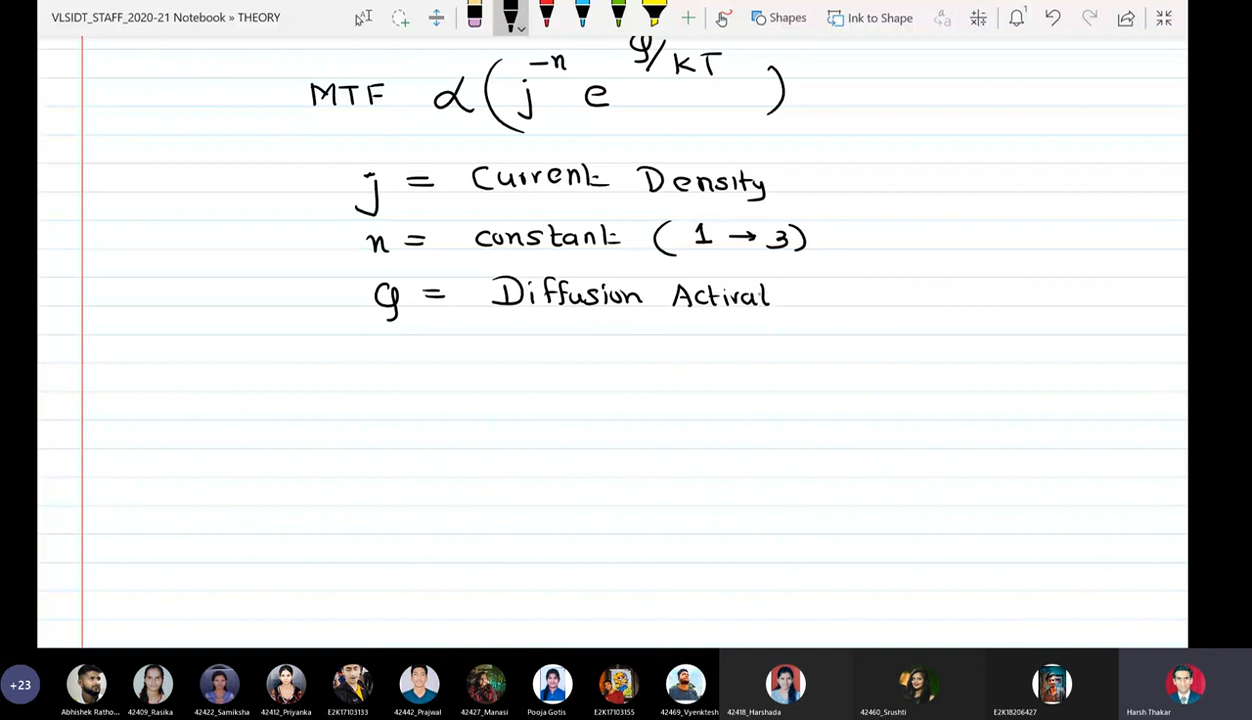 VLSIDT_STAFF_2020-21 Notebook » THEORY
Shapes
Ink to Shape
MTF ∝ (j^-n e^φ/KT)
j = Current Density
n = constant (1 → 3)
φ = Diffusion Actival
+23
Abhishek Ratho...
42409_Rasika
42422_Samiksha
42412_Priyanka
E2K17103133
42442_Prajwal
42427_Manasi
Pooja Gotis
E2K17103155
42469_Vyenktesh
42418_Harshada
42460_Srushti
E2K18206427
Harsh Thakar